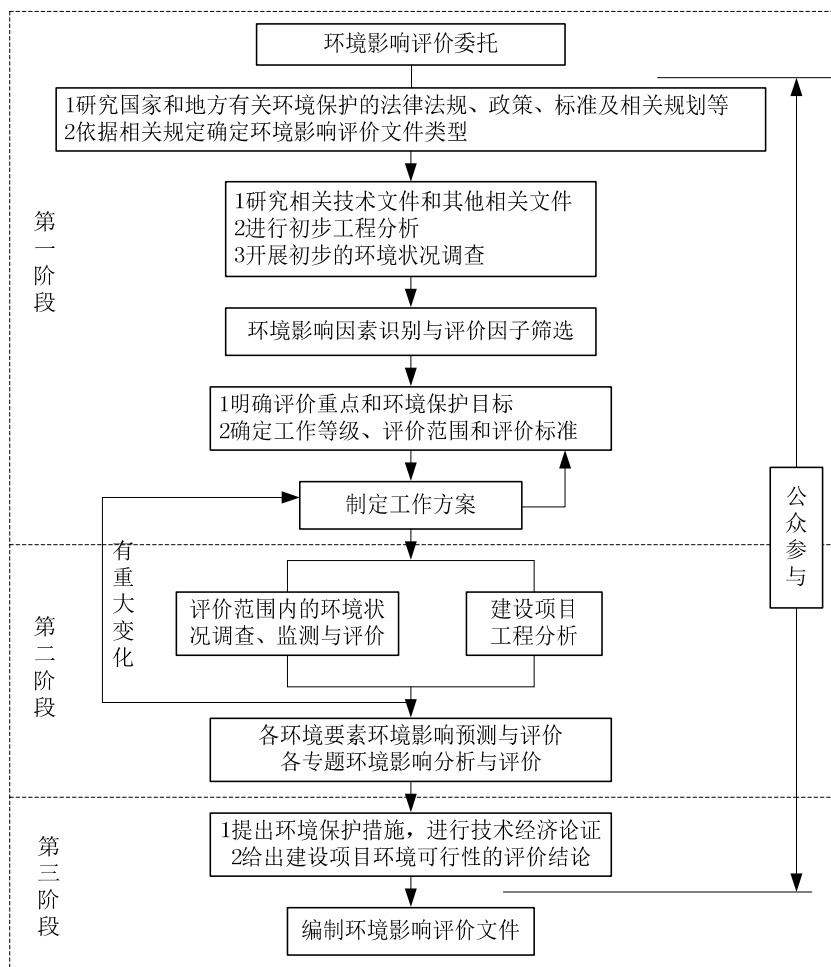 环境影响评价委托
1研究国家和地方有关环境保护的法律法规、政策、标准及相关规划等
2依据相关规定确定环境影响评价文件类型
第一阶段
1研究相关技术文件和其他相关文件
2进行初步工程分析
3开展初步的环境状况调查
环境影响因素识别与评价因子筛选
1明确评价重点和环境保护目标
2确定工作等级、评价范围和评价标准
制定工作方案
公众参与
有重大变化
第二阶段
评价范围内的环境状
况调查、监测与评价
建设项目
工程分析
各环境要素环境影响预测与评价
各专题环境影响分析与评价
第三阶段
1提出环境保护措施，进行技术经济论证
2给出建设项目环境可行性的评价结论
编制环境影响评价文件